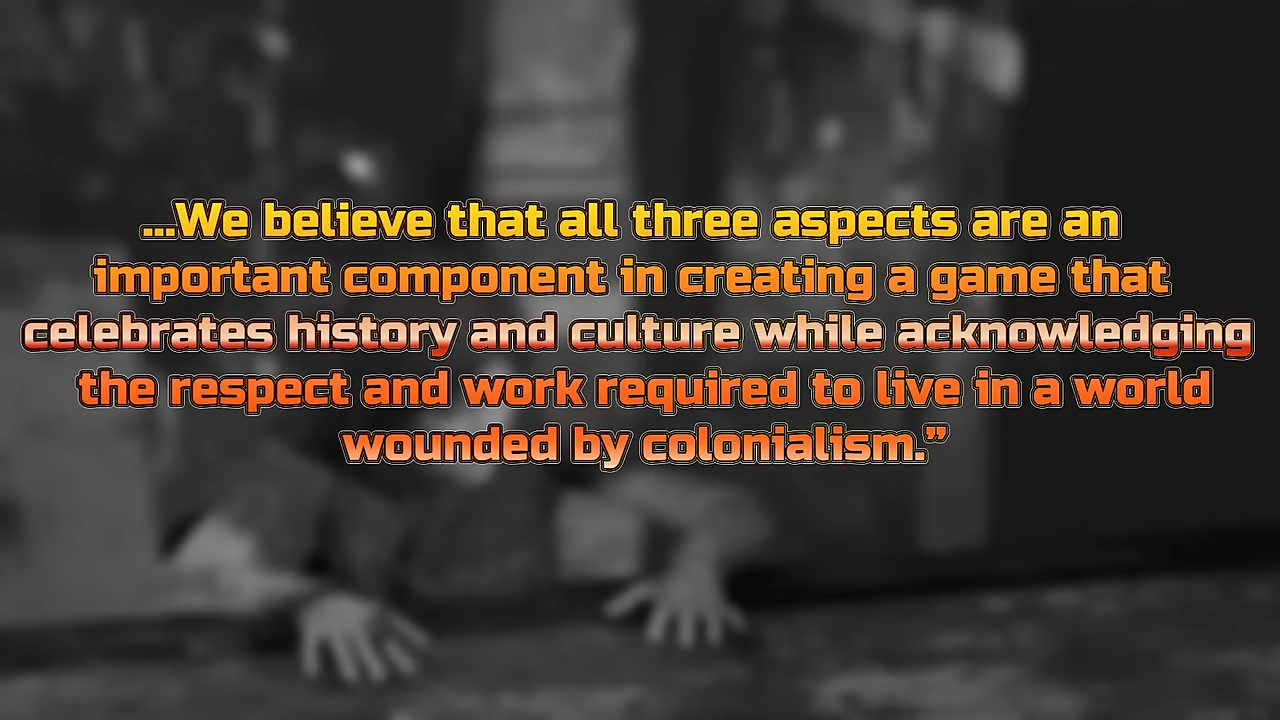 ...We believe that all three aspects are an
important component in creating a game that
celebrates history and culture while acknowledging
the respect and work required to live in a world
wounded by colonialism.”